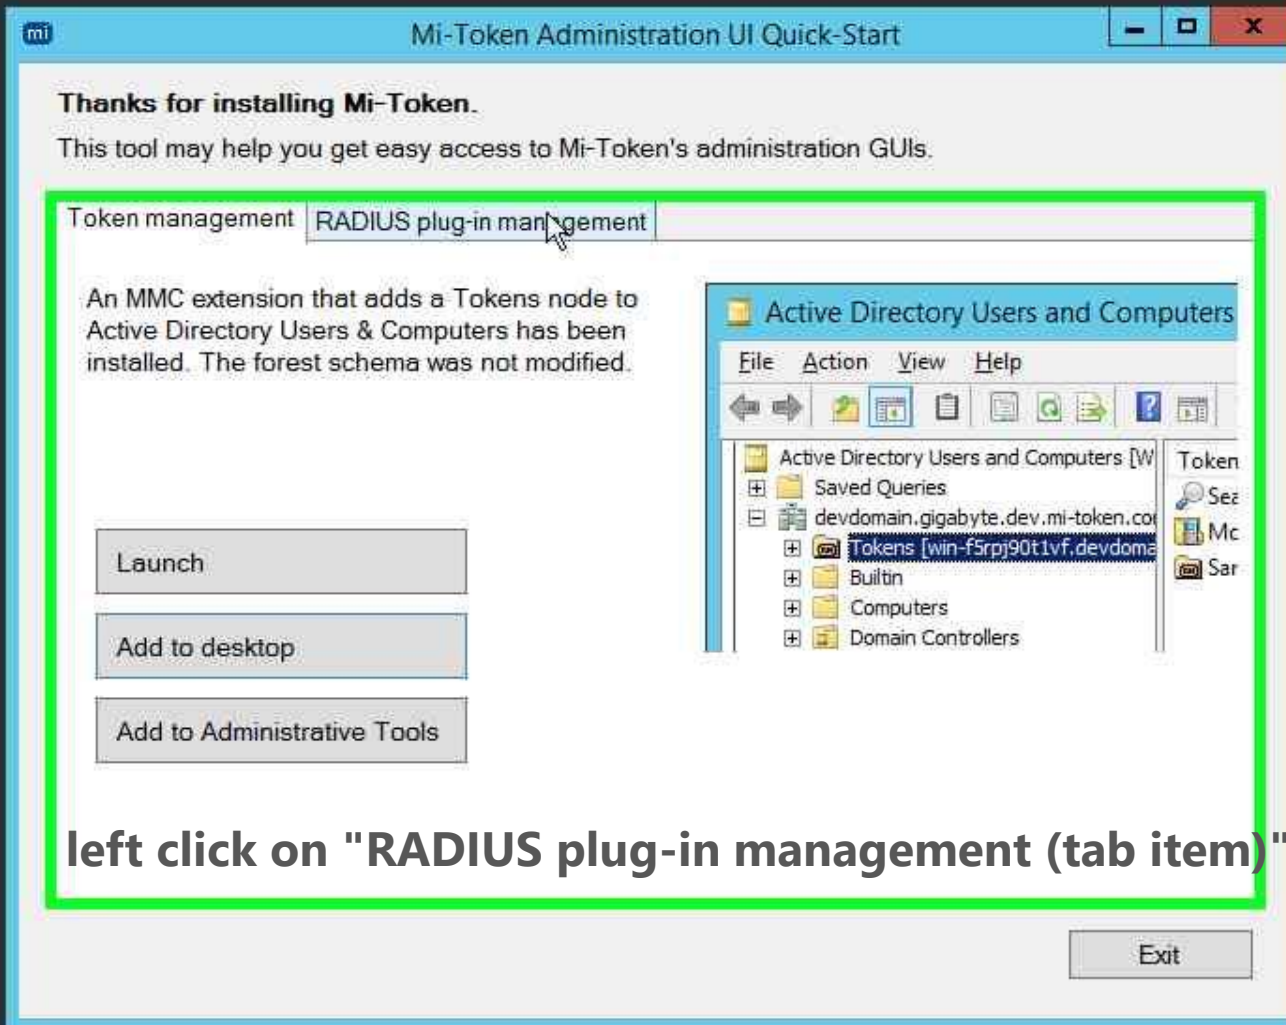 mi
Mi-Token Administration UI Quick-Start
Thanks for installing Mi-Token.
This tool may help you get easy access to Mi-Token's administration GUIs.
Token management
RADIUS plug-in management
An MMC extension that adds a Tokens node to
Active Directory Users & Computers has been
installed. The forest schema was not modified.
Launch
Add to desktop
Add to Administrative Tools
Active Directory Users and Computers
File Action View Help
Active Directory Users and Computers [W
Saved Queries
devdomain.gigabyte.dev.mi-token.co
Tokens [win-f5rpj90t1vf.devdoma
Builtin
Computers
Domain Controllers
Token
Sea
Mc
Sar
left click on "RADIUS plug-in management (tab item)"
Exit